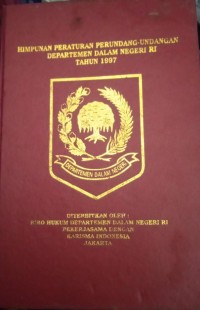 HIMPUNAN PERATURAN PERUNDANG-UNDANGAN
DEPARTEMEN DALAM NEGERI RI
TAHUN 1997
DEPARTEMEN DALAM NEGERI
DITERBITKAN OLEH :
BIRO HUKUM DEPARTEMEN DALAM NEGERI RI
BEKERJASAMA DENGAN
KARISMA INDONESIA
JAKARTA